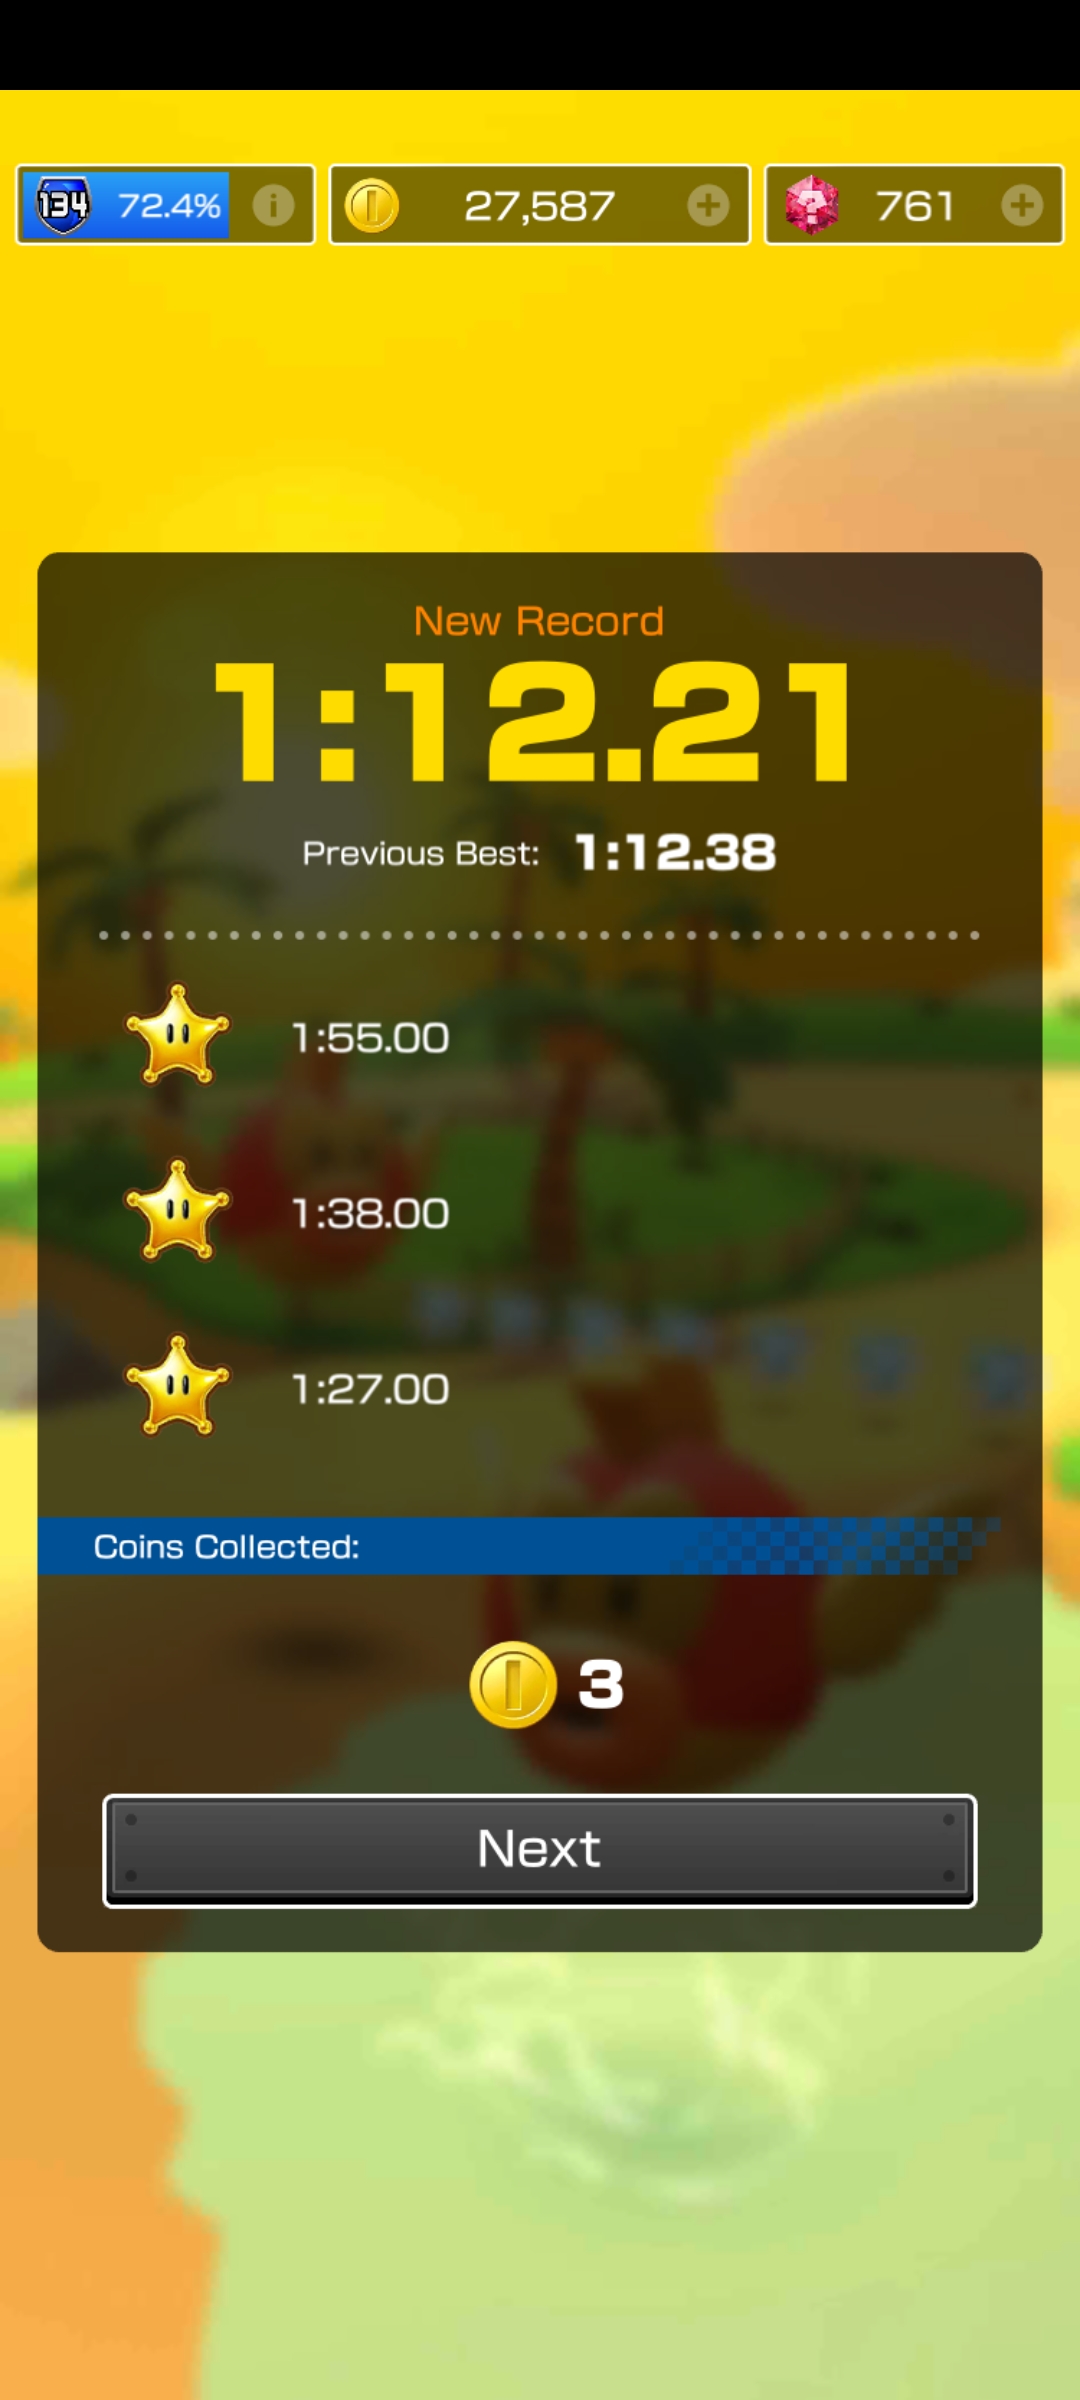 134 72.4% i 27,587 + 761 +
New Record
1:12.21
Previous Best: 1:12.38
1:55.00
1:38.00
1:27.00
Coins Collected:
3
Next